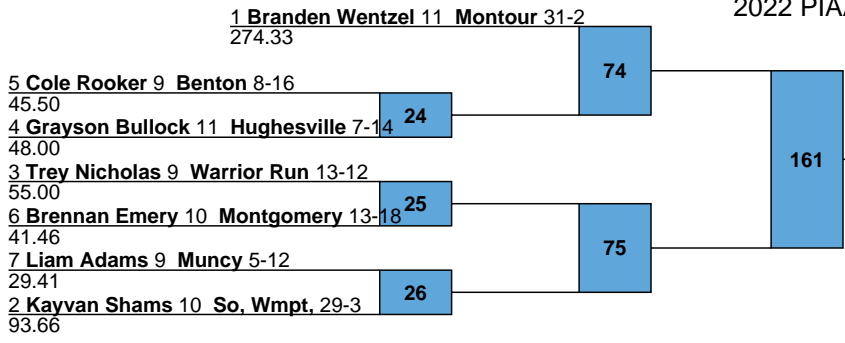 2022 PIAA
1 Branden Wentzel 11 Montour 31-2
274.33
74
5 Cole Rooker 9 Benton 8-16
45.50
24
4 Grayson Bullock 11 Hughesville 7-14
48.00
161
3 Trey Nicholas 9 Warrior Run 13-12
55.00
25
6 Brennan Emery 10 Montgomery 13-18
41.46
75
7 Liam Adams 9 Muncy 5-12
29.41
26
2 Kayvan Shams 10 So, Wmpt, 29-3
93.66